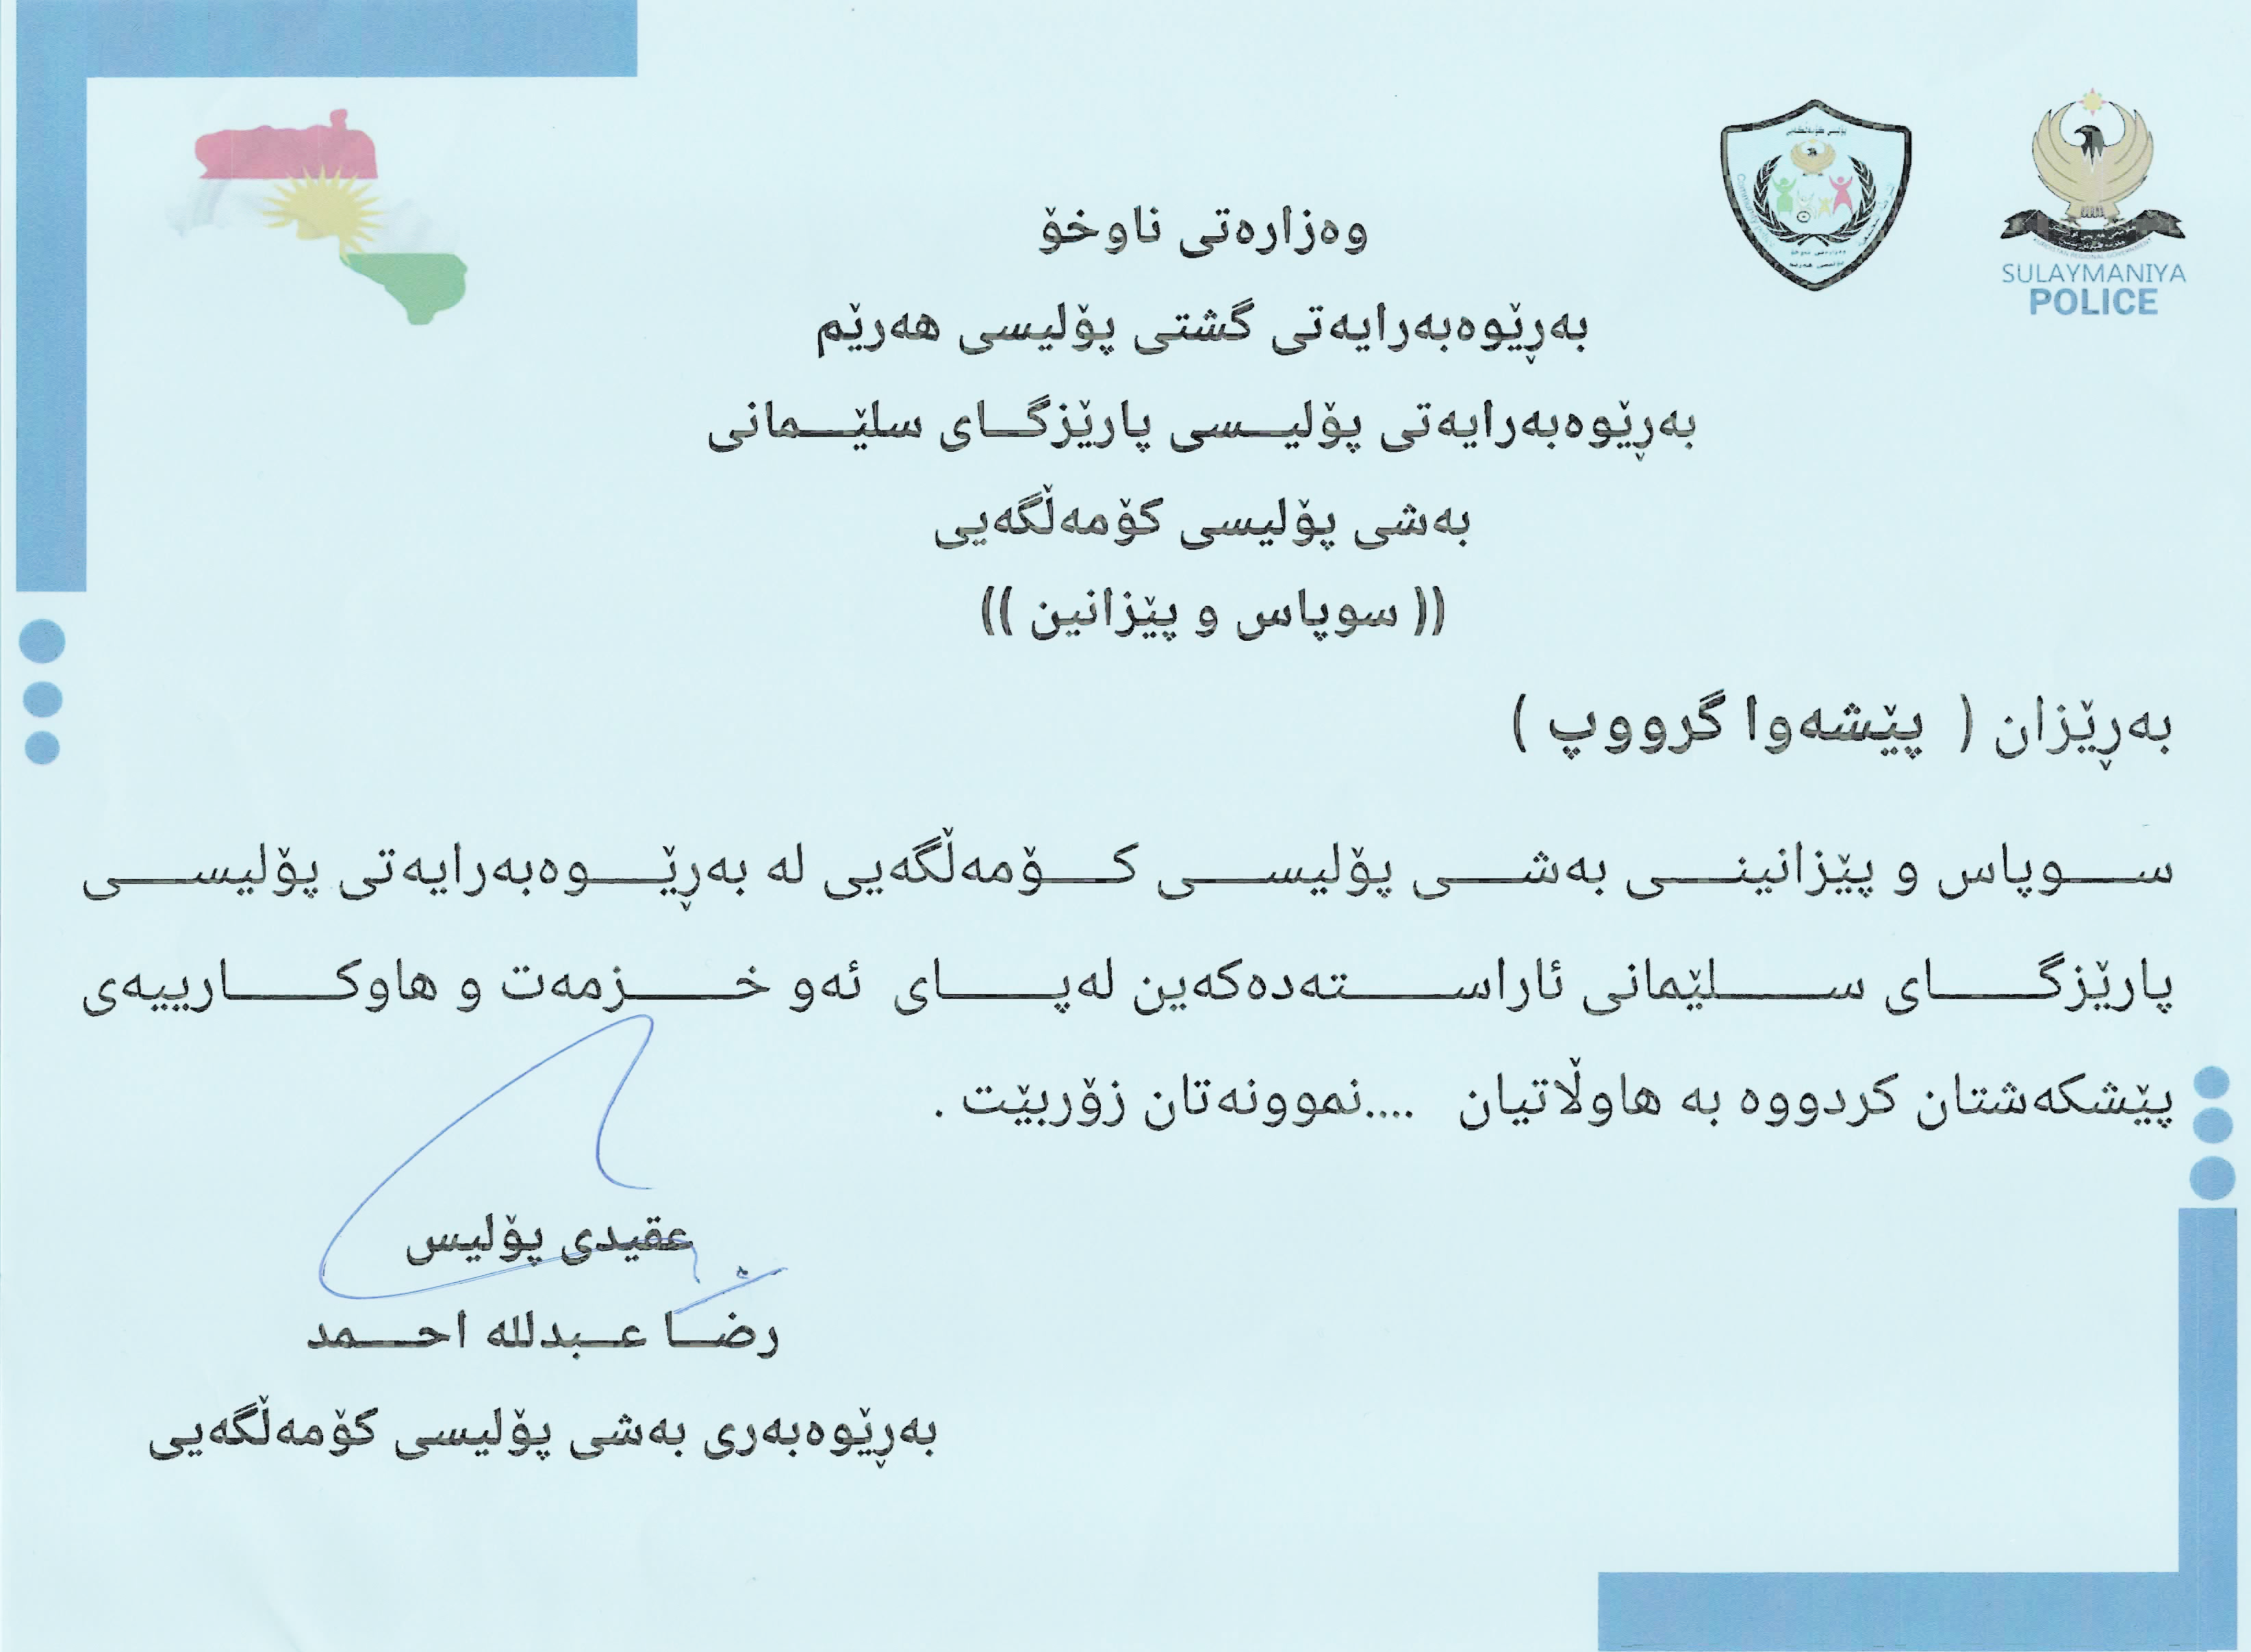 SULAYMANIYA
POLICE
وەزارەتی ناوخۆ
بەڕێوەبەرایەتی گشتی پۆلیسی هەرێم
بەڕێوەبەرایەتی پۆلیسی پارێزگای سلێمانی
بەشی پۆلیسی کۆمەڵگەیی
(( سوپاس و پێزانین ))
بەڕێزان ( پێشەوا گرووپ )
سوپاس و پێزانینی بەشی پۆلیسی کۆمەڵگەیی لە بەڕێوەبەرایەتی پۆلیسی
پارێزگای سلێمانی ئاراستەدەکەین لەپای ئەو خزمەت و هاوکارییەی
پێشکەشتان کردووە بە هاوڵاتیان ....نموونەتان زۆربێت .
عقیدی پۆلیس
رضا عبدللە احمد
بەڕێوەبەری بەشی پۆلیسی کۆمەڵگەیی